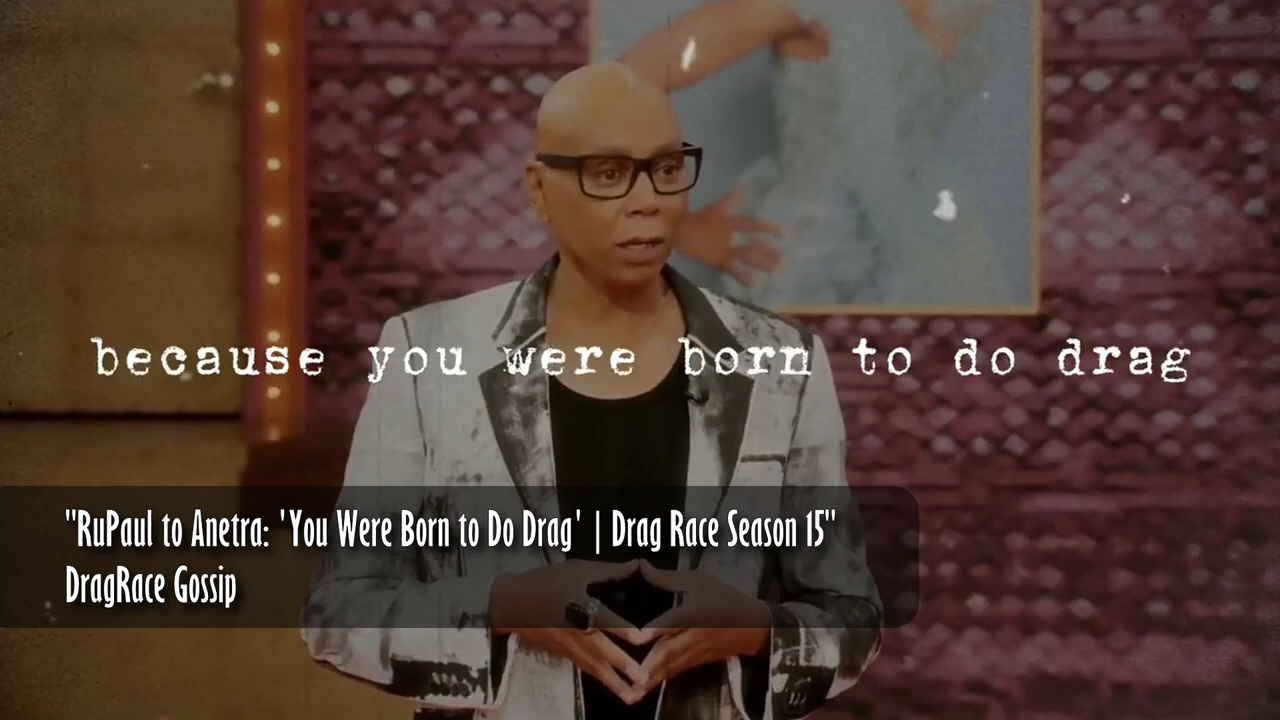 because you were born to do drag
"RuPaul to Anetra: 'You Were Born to Do Drag' | Drag Race Season 15"
DragRace Gossip